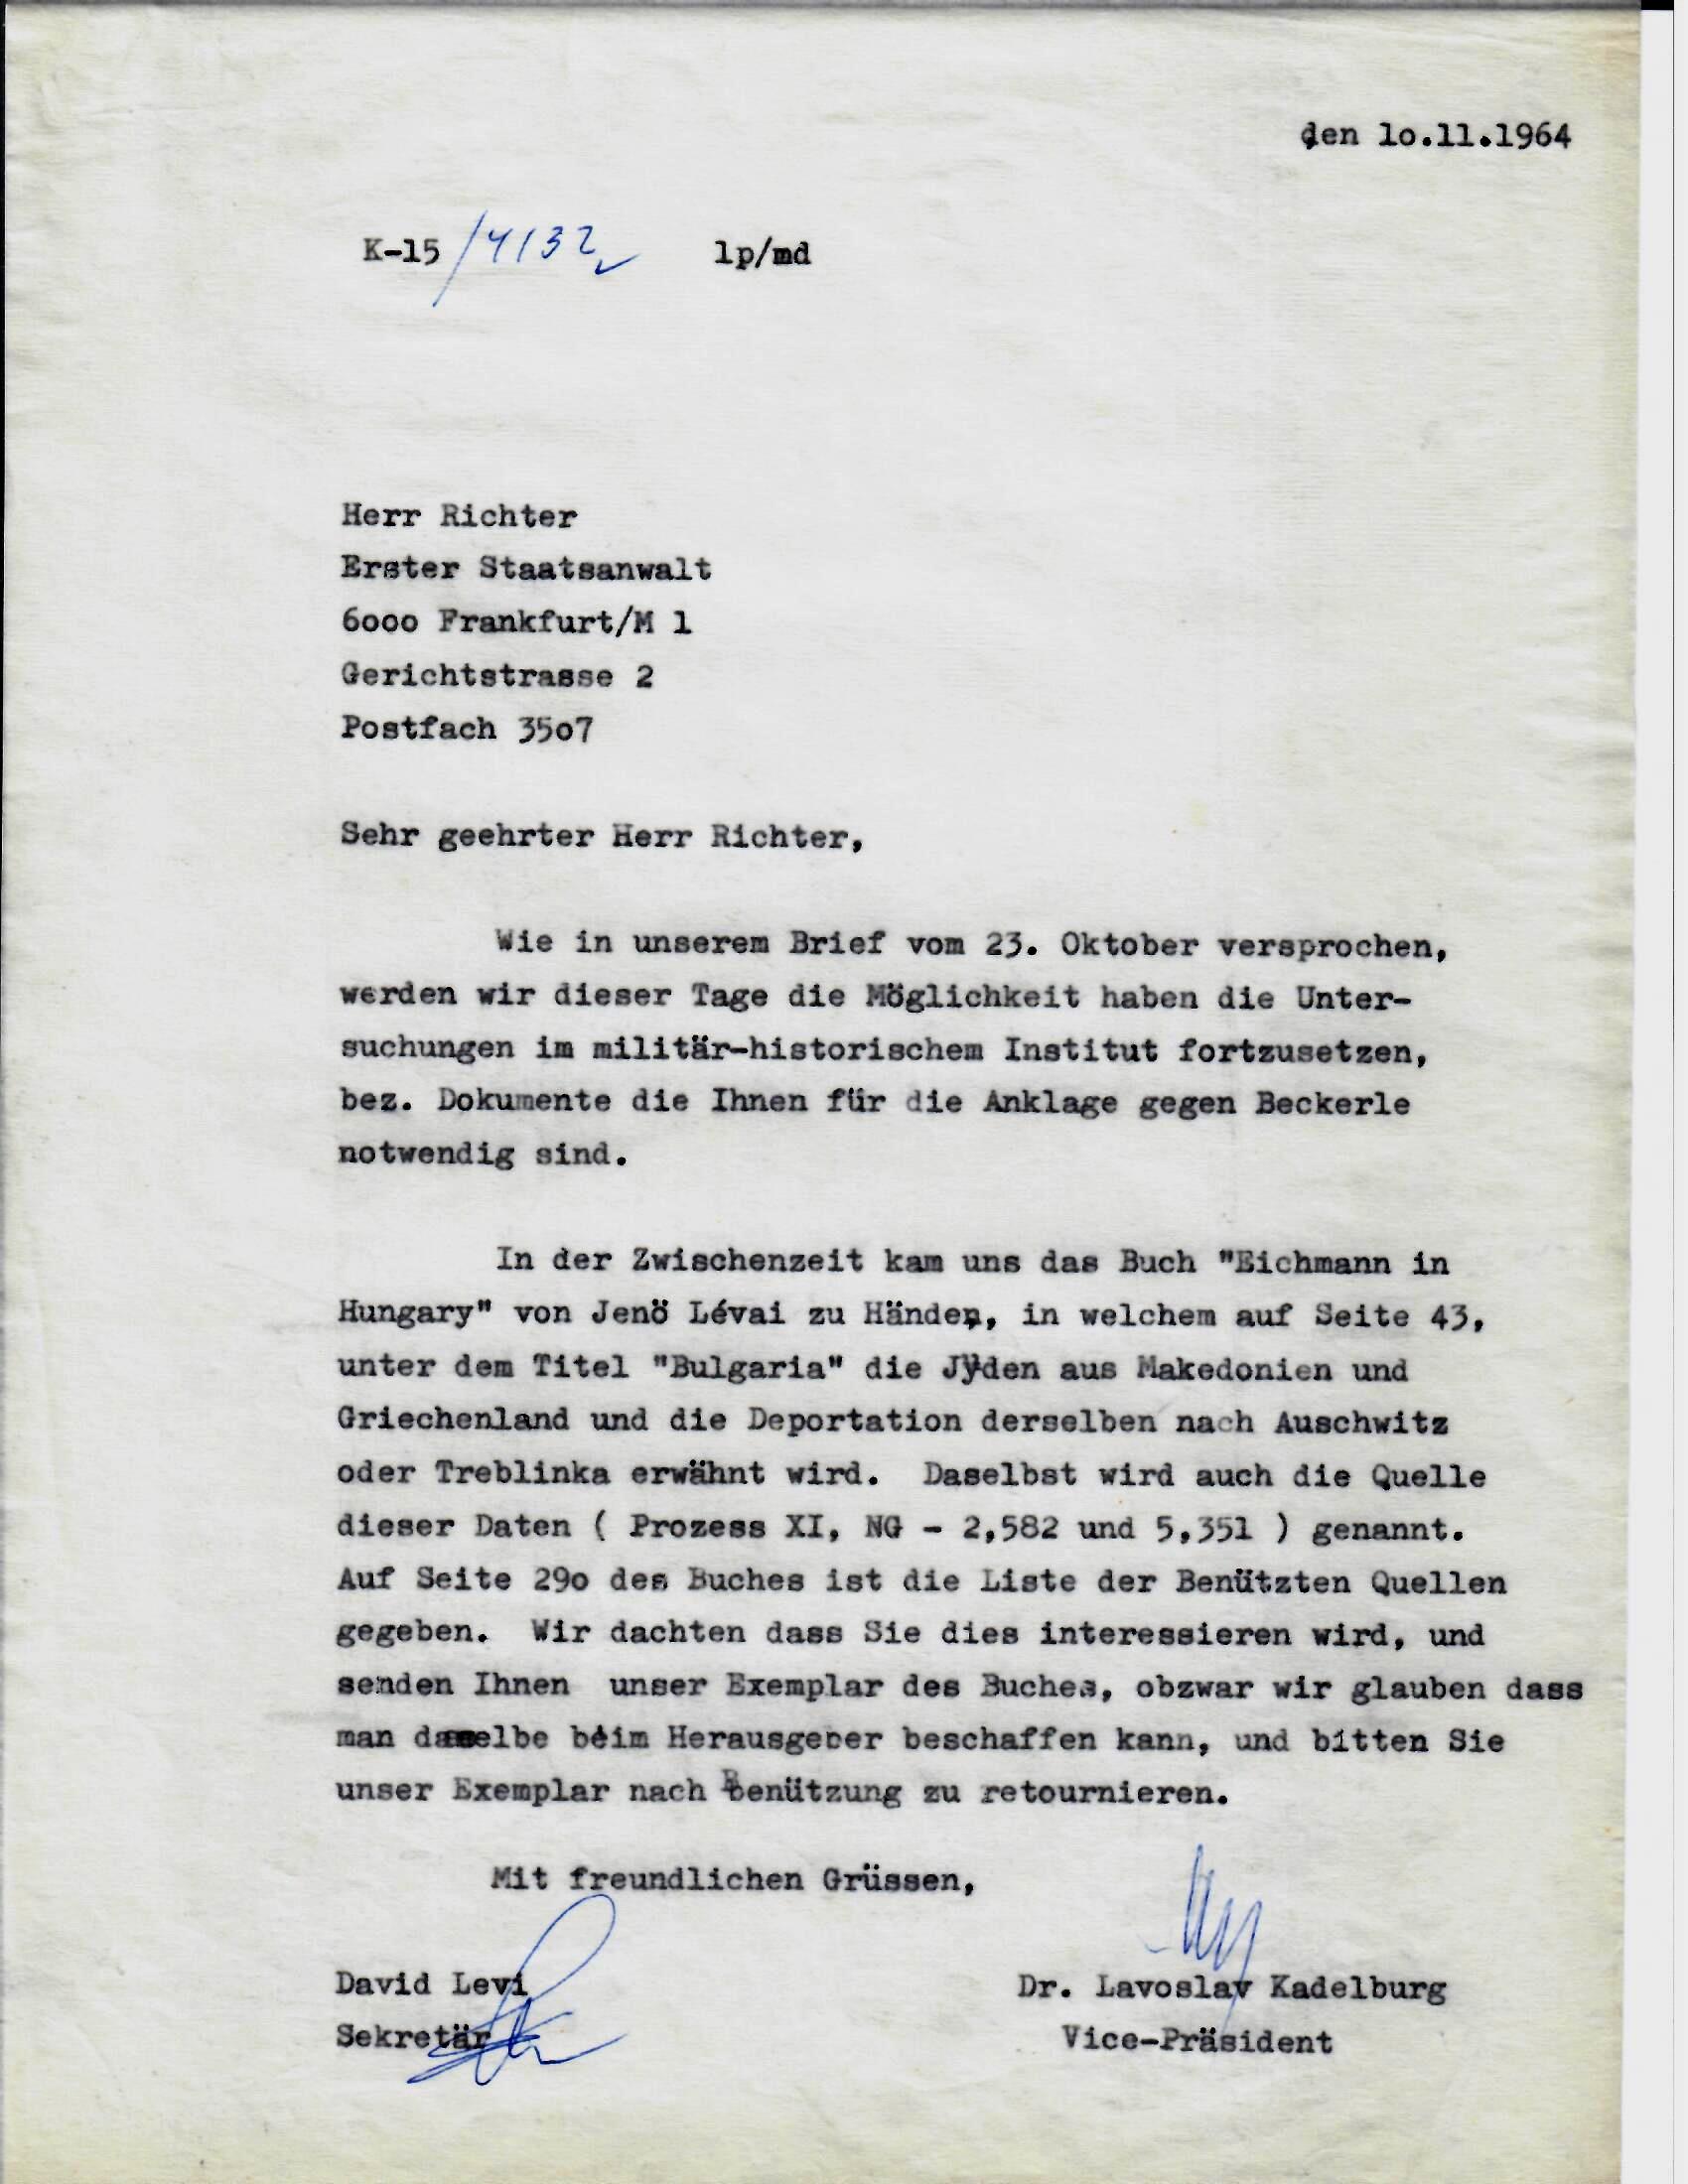 den lo.ll.1964
K-15/4132 lp/md
Herr Richter
Erster Staatsanwalt
6ooo Frankfurt/M 1
Gerichtstrasse 2
Postfach 35o7
Sehr geehrter Herr Richter,
Wie in unserem Brief vom 23. Oktober versprochen,
werden wir dieser Tage die Möglichkeit haben die Unter-
suchungen im militär-historischem Institut fortzusetzen,
bez. Dokumente die Ihnen für die Anklage gegen Beckerle
notwendig sind.
In der Zwischenzeit kam uns das Buch "Eichmann in
Hungary" von Jenö Lévai zu Händen, in welchem auf Seite 43,
unter dem Titel "Bulgaria" die Juden aus Makedonien und
Griechenland und die Deportation derselben nach Auschwitz
oder Treblinka erwähnt wird. Daselbst wird auch die Quelle
dieser Daten ( Prozess XI, NG - 2,582 und 5,351 ) genannt.
Auf Seite 29o des Buches ist die Liste der Benützten Quellen
gegeben. Wir dachten dass Sie dies interessieren wird, und
senden Ihnen unser Exemplar des Buches, obzwar wir glauben dass
man dasselbe beim Herausgeber beschaffen kann, und bitten Sie
unser Exemplar nach Benützung zu retournieren.
Mit freundlichen Grüssen,
David Levi Dr. Lavoslav Kadelburg
Sekretär Vice-Präsident